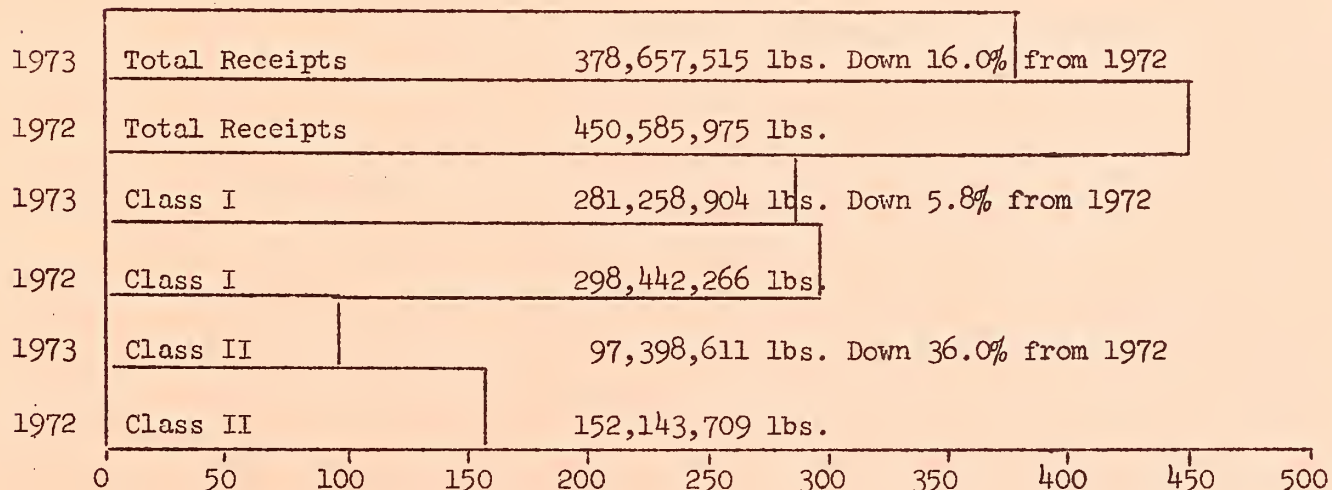 1973 Total Receipts 378,657,515 lbs. Down 16.0% from 1972
1972 Total Receipts 450,585,975 lbs.
1973 Class I 281,258,904 lbs. Down 5.8% from 1972
1972 Class I 298,442,266 lbs.
1973 Class II 97,398,611 lbs. Down 36.0% from 1972
1972 Class II 152,143,709 lbs.
0 50 100 150 200 250 300 350 400 450 500